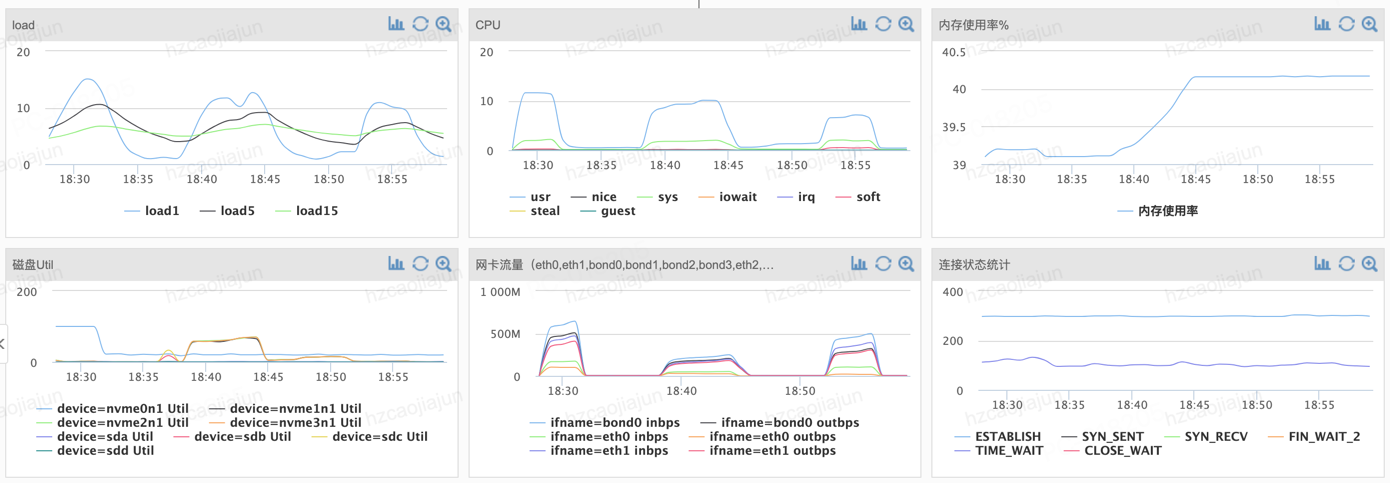 load
20
10
0
18:30 18:35 18:40 18:45 18:50 18:55
load1 load5 load15
CPU
20
10
0
18:30 18:35 18:40 18:45 18:50 18:55
usr nice sys iowait irq soft
steal guest
内存使用率%
40.5
40
39.5
39
18:30 18:35 18:40 18:45 18:50 18:55
内存使用率
磁盘Util
200
100
0
18:30 18:35 18:40 18:45 18:50 18:55
device=nvme0n1 Util device=nvme1n1 Util
device=nvme2n1 Util device=nvme3n1 Util
device=sda Util device=sdb Util device=sdc Util
device=sdd Util
网卡流量（eth0,eth1,bond0,bond1,bond2,bond3,eth2,...
1 000M
500M
0
18:30 18:40 18:50
ifname=bond0 inbps ifname=bond0 outbps
ifname=eth0 inbps ifname=eth0 outbps
ifname=eth1 inbps ifname=eth1 outbps
连接状态统计
400
200
0
18:30 18:35 18:40 18:45 18:50 18:55
ESTABLISH SYN_SENT SYN_RECV FIN_WAIT_2
TIME_WAIT CLOSE_WAIT
hzcaojiajun